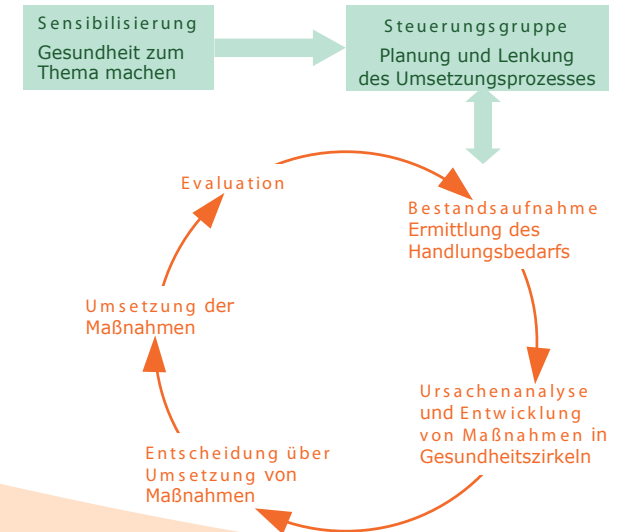 Sensibilisierung
Gesundheit zum
Thema machen
Steuerungsgruppe
Planung und Lenkung
des Umsetzungsprozesses
Evaluation
Bestandsaufnahme
Ermittlung des
Handlungsbedarfs
Umsetzung der
Maßnahmen
Ursachenanalyse
und Entwicklung
von Maßnahmen in
Gesundheitszirkeln
Entscheidung über
Umsetzung von
Maßnahmen